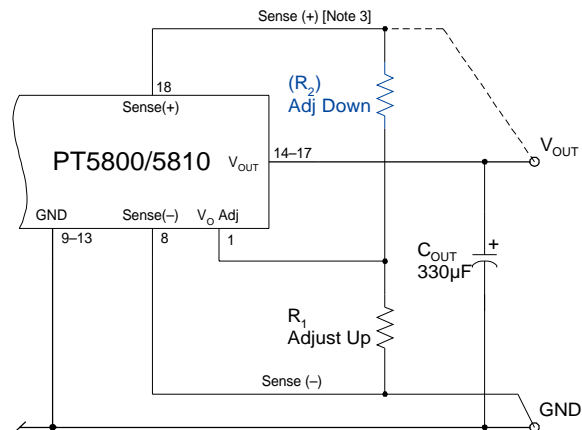 Sense (+) [Note 3]
18
(R2)
Adj Down
Sense(+)
PT5800/5810
VOUT
14–17
VOUT
GND
Sense(–)
VO Adj
9–13
8
1
COUT
330µF
+
R1
Adjust Up
Sense (–)
GND